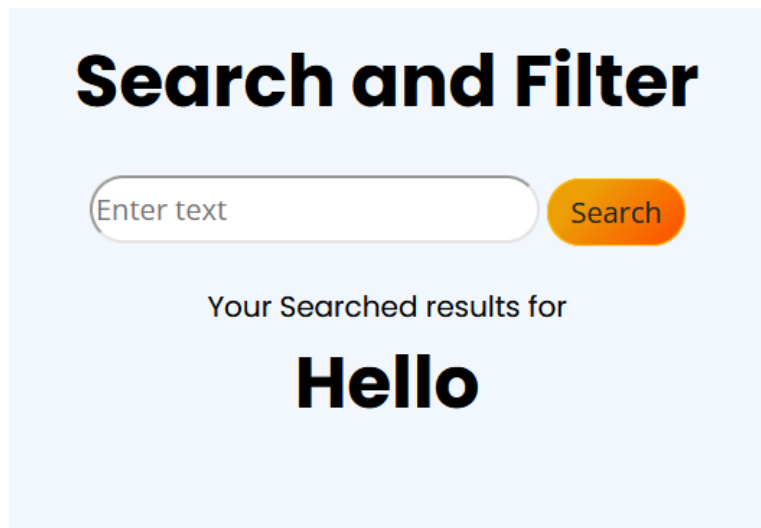 Search and Filter
Enter text
Search
Your Searched results for
Hello